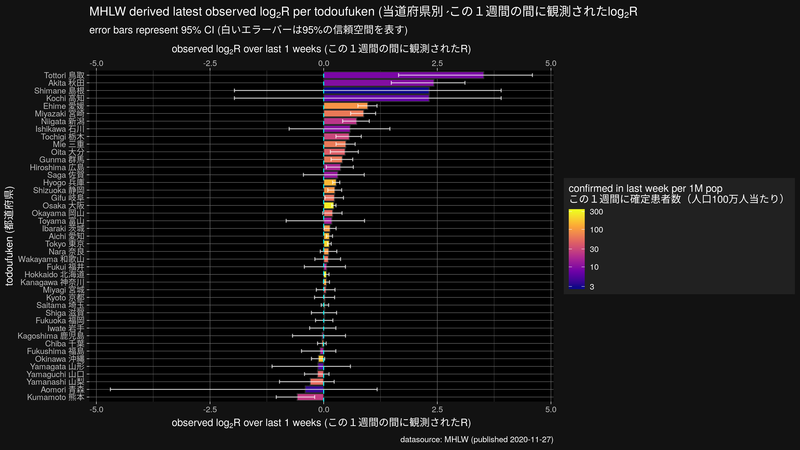 MHLW derived latest observed log₂R per todoufuken (当道府県別 -この１週間の間に観測されたlog₂R
error bars represent 95% CI (白いエラーバーは95%の信頼空間を表す)
observed log₂R over last 1 weeks (この１週間の間に観測されたR)
-5.0 -2.5 0.0 2.5 5.0
todoufuken (都道府県)
Tottori 鳥取
Akita 秋田
Shimane 島根
Kochi 高知
Ehime 愛媛
Miyazaki 宮崎
Niigata 新潟
Ishikawa 石川
Tochigi 栃木
Mie 三重
Oita 大分
Gunma 群馬
Hiroshima 広島
Saga 佐賀
Hyogo 兵庫
Shizuoka 静岡
Gifu 岐阜
Osaka 大阪
Okayama 岡山
Toyama 富山
Ibaraki 茨城
Aichi 愛知
Tokyo 東京
Nara 奈良
Wakayama 和歌山
Fukui 福井
Hokkaido 北海道
Kanagawa 神奈川
Miyagi 宮城
Kyoto 京都
Saitama 埼玉
Shiga 滋賀
Fukuoka 福岡
Iwate 岩手
Kagoshima 鹿児島
Chiba 千葉
Fukushima 福島
Okinawa 沖縄
Yamagata 山形
Yamaguchi 山口
Yamanashi 山梨
Aomori 青森
Kumamoto 熊本
-5.0 -2.5 0.0 2.5 5.0
observed log₂R over last 1 weeks (この１週間の間に観測されたR)
datasource: MHLW (published 2020-11-27)
confirmed in last week per 1M pop
この１週間に確定患者数（人口100万人当たり）
300
100
30
10
3